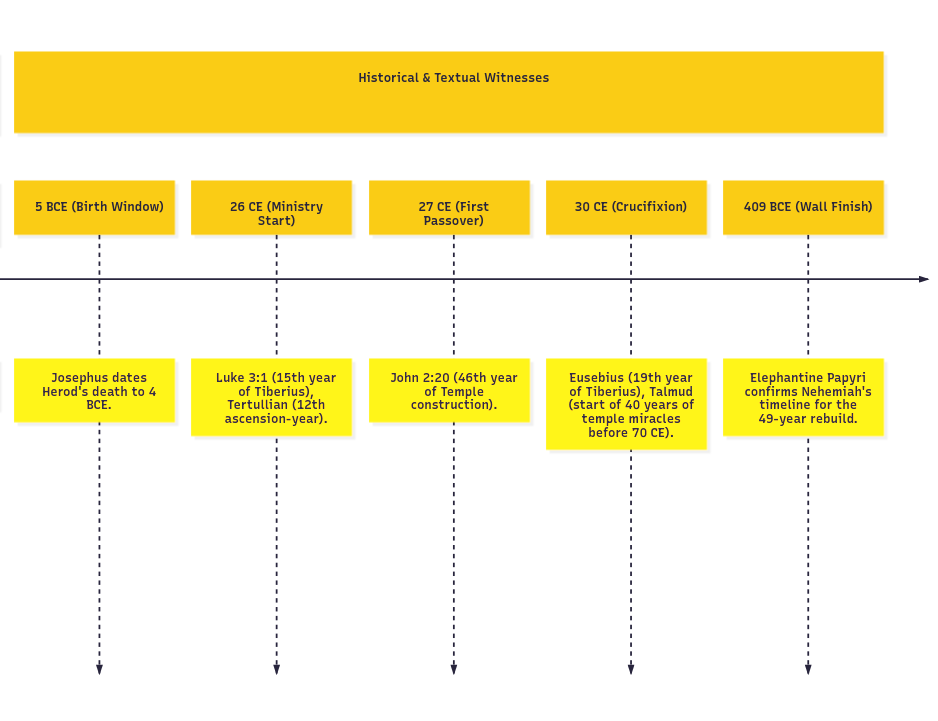 Historical & Textual Witnesses
5 BCE (Birth Window)
26 CE (Ministry
Start)
27 CE (First
Passover)
30 CE (Crucifixion)
409 BCE (Wall Finish)
Josephus dates
Herod's death to 4
BCE.
Luke 3:1 (15th year
of Tiberius),
Tertullian (12th
ascension-year).
John 2:20 (46th year
of Temple
construction).
Eusebius (19th year
of Tiberius), Talmud
(start of 40 years of
temple miracles
before 70 CE).
Elephantine Papyri
confirms Nehemiah's
timeline for the
49-year rebuild.